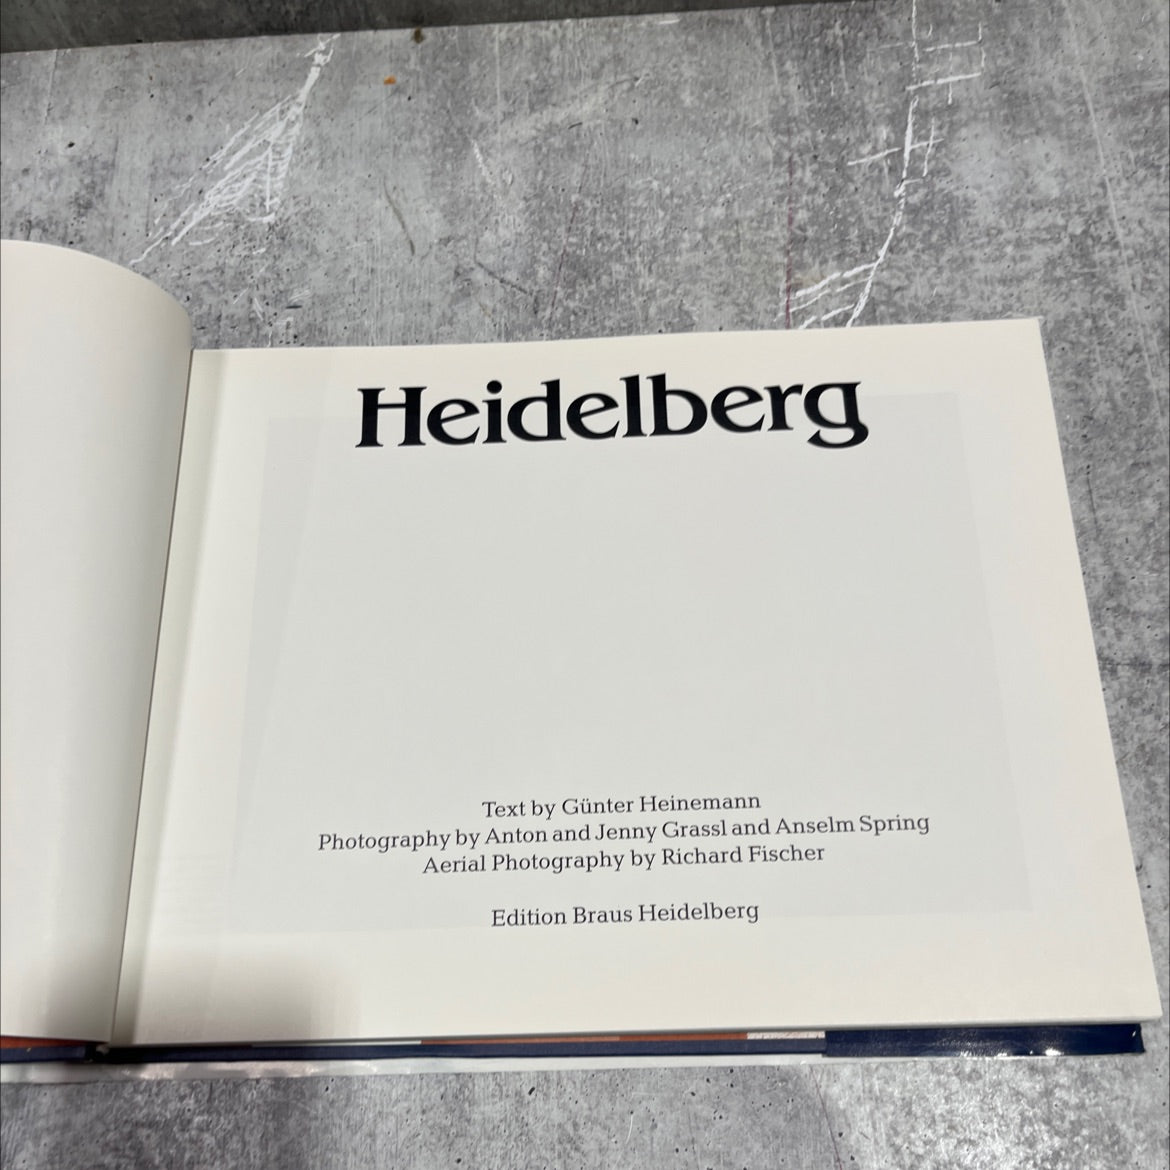 Heidelberg
Text by Günter Heinemann
Photography by Anton and Jenny Grassl and Anselm Spring
Aerial Photography by Richard Fischer
Edition Braus Heidelberg